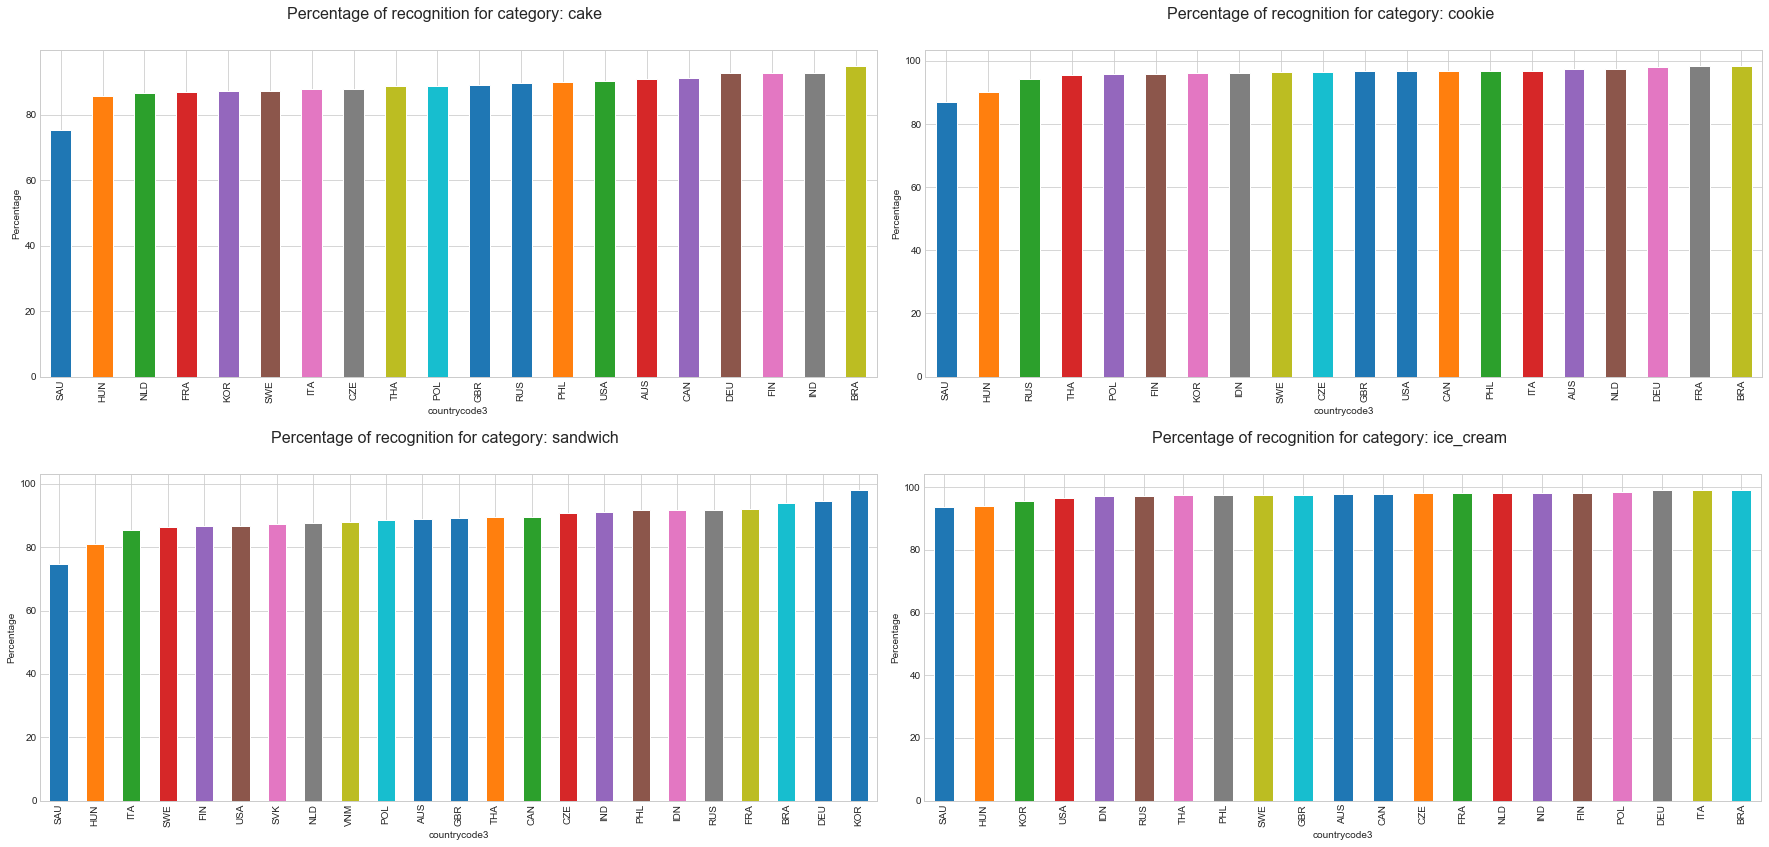 Percentage of recognition for category: cake
Percentage
80
60
40
20
0
SAU HUN NLD FRA KOR SWE ITA CZE THA POL GBR RUS PHL USA AUS CAN DEU FIN IND BRA
countrycode3
Percentage of recognition for category: cookie
Percentage
100
80
60
40
20
0
SAU HUN RUS THA POL FIN KOR IDN SWE CZE GBR USA CAN PHL ITA AUS NLD DEU FRA BRA
countrycode3
Percentage of recognition for category: sandwich
Percentage
100
80
60
40
20
0
SAU HUN ITA SWE FIN USA SVK NLD VNM POL AUS GBR THA CAN CZE IND PHL IDN RUS FRA BRA DEU KOR
countrycode3
Percentage of recognition for category: ice_cream
Percentage
100
80
60
40
20
0
SAU HUN KOR USA IDN RUS THA PHL SWE GBR AUS CAN CZE FRA NLD IND FIN POL DEU ITA BRA
countrycode3